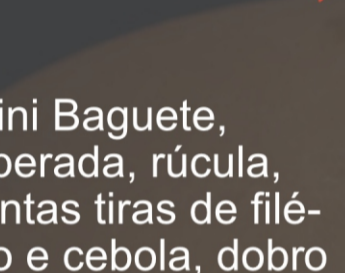 ini Baguete,
perada, rúcula,
ntas tiras de filé-
o e cebola, dobro